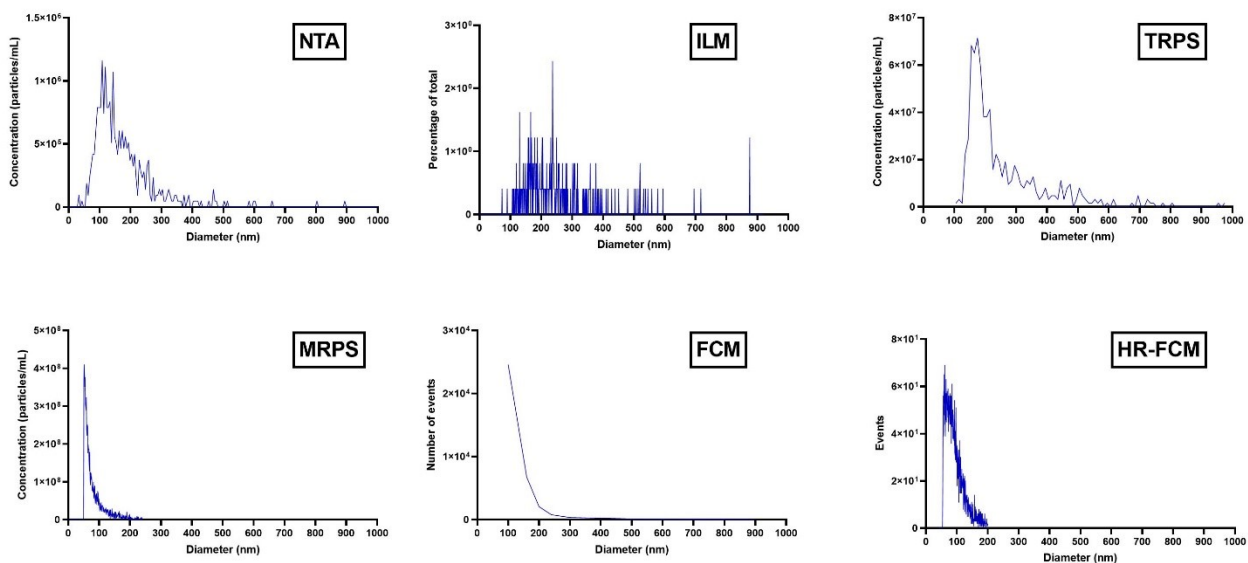 NTA
Concentration (particles/mL)
1.5×10⁶
1×10⁶
5×10⁵
0
0 100 200 300 400 500 600 700 800 900 1000
Diameter (nm)
ILM
Percentage of total
3×10⁰
2×10⁰
1×10⁰
0
0 100 200 300 400 500 600 700 800 900 1000
Diameter (nm)
TRPS
Concentration (particles/mL)
8×10⁷
6×10⁷
4×10⁷
2×10⁷
0
0 100 200 300 400 500 600 700 800 900 1000
Diameter (nm)
MRPS
Concentration (particles/mL)
5×10⁸
4×10⁸
3×10⁸
2×10⁸
1×10⁸
0
0 100 200 300 400 500 600 700 800 900 1000
Diameter (nm)
FCM
Number of events
3×10⁴
2×10⁴
1×10⁴
0
0 100 200 300 400 500 600 700 800 900 1000
Diameter (nm)
HR-FCM
Events
8×10¹
6×10¹
4×10¹
2×10¹
0
0 100 200 300 400 500 600 700 800 900 1000
Diameter (nm)